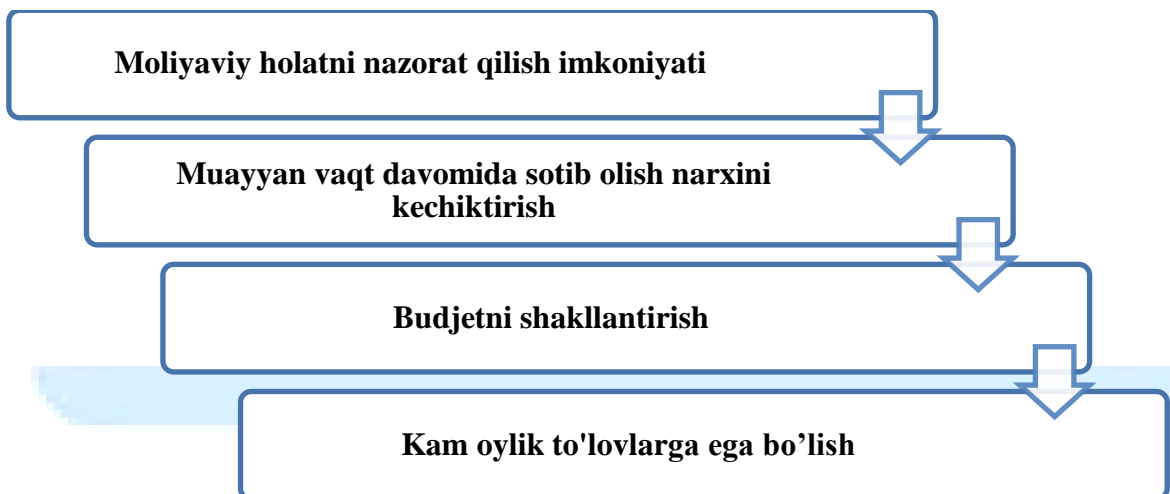 Moliyaviy holatni nazorat qilish imkoniyati
Muayyan vaqt davomida sotib olish narxini
kechiktirish
Budjetni shakllantirish
Kam oylik to'lovlarga ega bo’lish